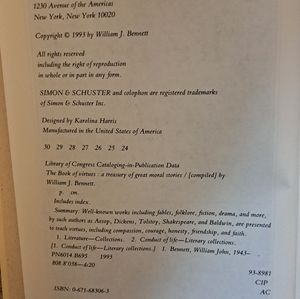 1230 Avenue of the Americas
New York, New York 10020
Copyright © 1993 by William J. Bennett
All rights reserved
including the right of reproduction
in whole or in part in any form.
SIMON & SCHUSTER and colophon are registered trademarks
of Simon & Schuster Inc.
Designed by Karolina Harris
Manufactured in the United States of America
30 29 28 27 26 25 24
Library of Congress Cataloging-in-Publication Data
The Book of virtues : a treasury of great moral stories / [compiled] by
William J. Bennett.
p. cm.
Includes index.
Summary: Well-known works including fables, folklore, fiction, drama, and more,
by such authors as Aesop, Dickens, Tolstoy, Shakespeare, and Baldwin, are presented
to teach virtues, including compassion, courage, honesty, friendship, and faith.
1. Literature—Collections. 2. Conduct of life—Literary collections.
[1. Conduct of life—Literary collections.] I. Bennett, William John, 1943–
PN6014.B695 1993
808.8'038—dc20
93-8981
CIP
AC
ISBN: 0-671-68306-3